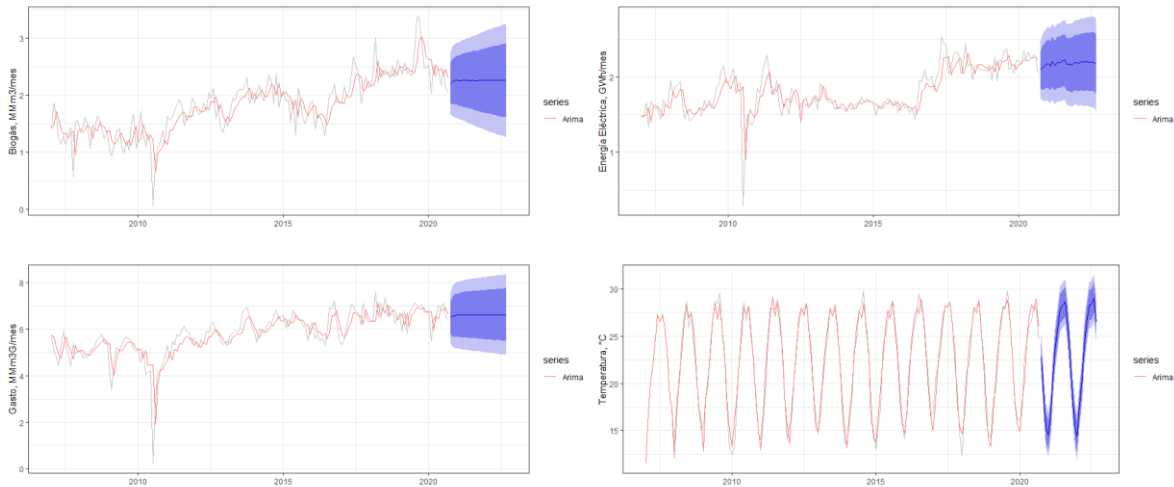 Biogás, MMm3/mes
3
2
1
0
2010
2015
2020
series
Arima
Energía Eléctrica, GWh/mes
2
1
2010
2015
2020
series
Arima
Gasto, MMm3G/mes
8
6
4
2
0
2010
2015
2020
series
Arima
Temperatura, °C
30
25
20
15
2010
2015
2020
series
Arima